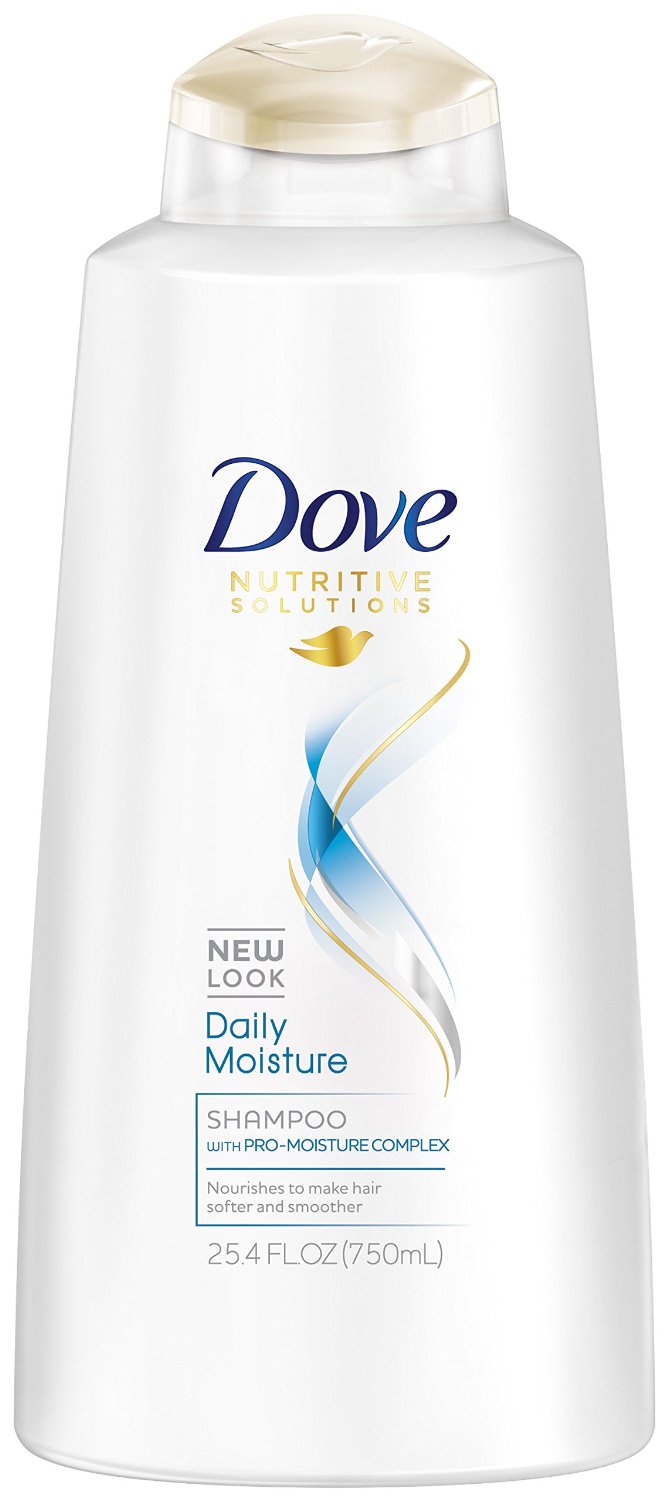 Dove
NUTRITIVE
SOLUTIONS
NEW
LOOK
Daily
Moisture
SHAMPOO
WITH PRO-MOISTURE COMPLEX
Nourishes to make hair
softer and smoother
25.4 FL.OZ (750mL)